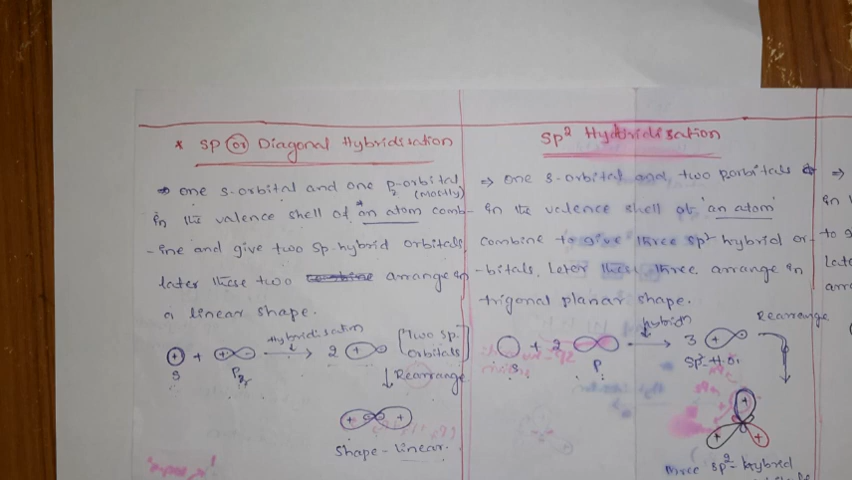 * SP (or) Diagonal Hybridisation
⇒ one s-orbital and one p-orbital
z (mostly)
in the valence shell of an atom comb-
-ine and give two sp-hybrid orbitals,
later these two arrange in
a linear shape.
S + Pz
Hybridisation
2 [Two sp. orbitals]
↓ Rearrange
Shape - linear.
SP² Hybridisation
⇒ one s-orbital and, two p orbitals
in the valence shell of an atom
combine to give three sp² hybrid or-
-bitals. later these three arrange in
trigonal planar shape.
S + 2 P
3 SP² H.O.
Rearrange
three sp² - hybrid
⇒
in
to
late